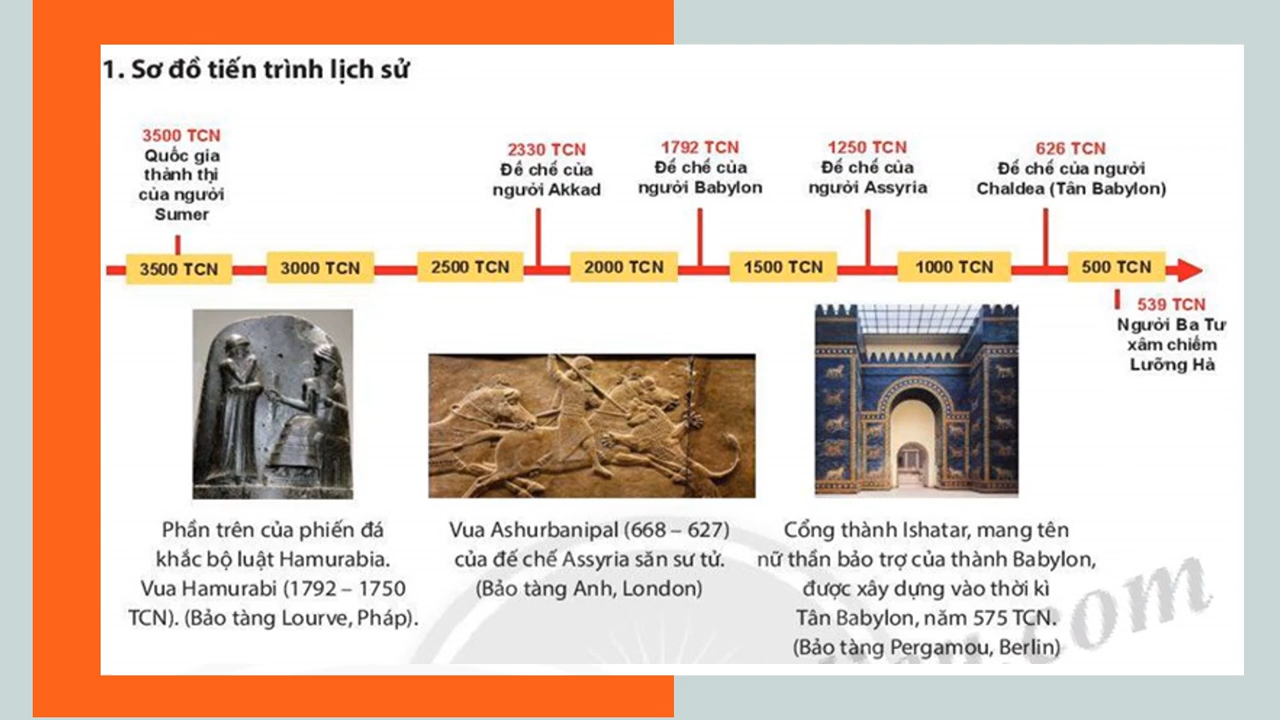 1. Sơ đồ tiến trình lịch sử
3500 TCN
Quốc gia
thành thị
của người
Sumer
2330 TCN
Đế chế của
người Akkad
1792 TCN
Đế chế của
người Babylon
1250 TCN
Đế chế của
người Assyria
626 TCN
Đế chế của người
Chaldea (Tân Babylon)
3500 TCN
3000 TCN
2500 TCN
2000 TCN
1500 TCN
1000 TCN
500 TCN
539 TCN
Người Ba Tư
xâm chiếm
Lưỡng Hà
Phần trên của phiến đá
khắc bộ luật Hamurabia.
Vua Hamurabi (1792 – 1750
TCN). (Bảo tàng Lourve, Pháp).
Vua Ashurbanipal (668 – 627)
của đế chế Assyria săn sư tử.
(Bảo tàng Anh, London)
Cổng thành Ishatar, mang tên
nữ thần bảo trợ của thành Babylon,
được xây dựng vào thời kì
Tân Babylon, năm 575 TCN.
(Bảo tàng Pergamou, Berlin)
.com